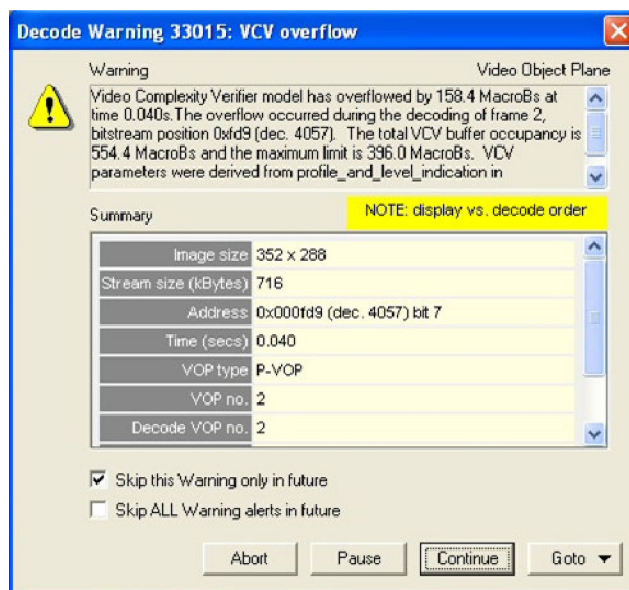 Decode Warning 33015: VCV overflow
Warning Video Object Plane
Video Complexity Verifier model has overflowed by 158.4 MacroBs at
time 0.040s.The overflow occurred during the decoding of frame 2,
bitstream position 0xfd9 (dec. 4057). The total VCV buffer occupancy is
554.4 MacroBs and the maximum limit is 396.0 MacroBs. VCV
parameters were derived from profile_and_level_indication in
Summary NOTE: display vs. decode order
Image size 352 x 288
Stream size (kBytes) 716
Address 0x000fd9 (dec. 4057) bit 7
Time (secs) 0.040
VOP type P-VOP
VOP no. 2
Decode VOP no. 2
Skip this Warning only in future
Skip ALL Warning alerts in future
Abort Pause Continue Goto